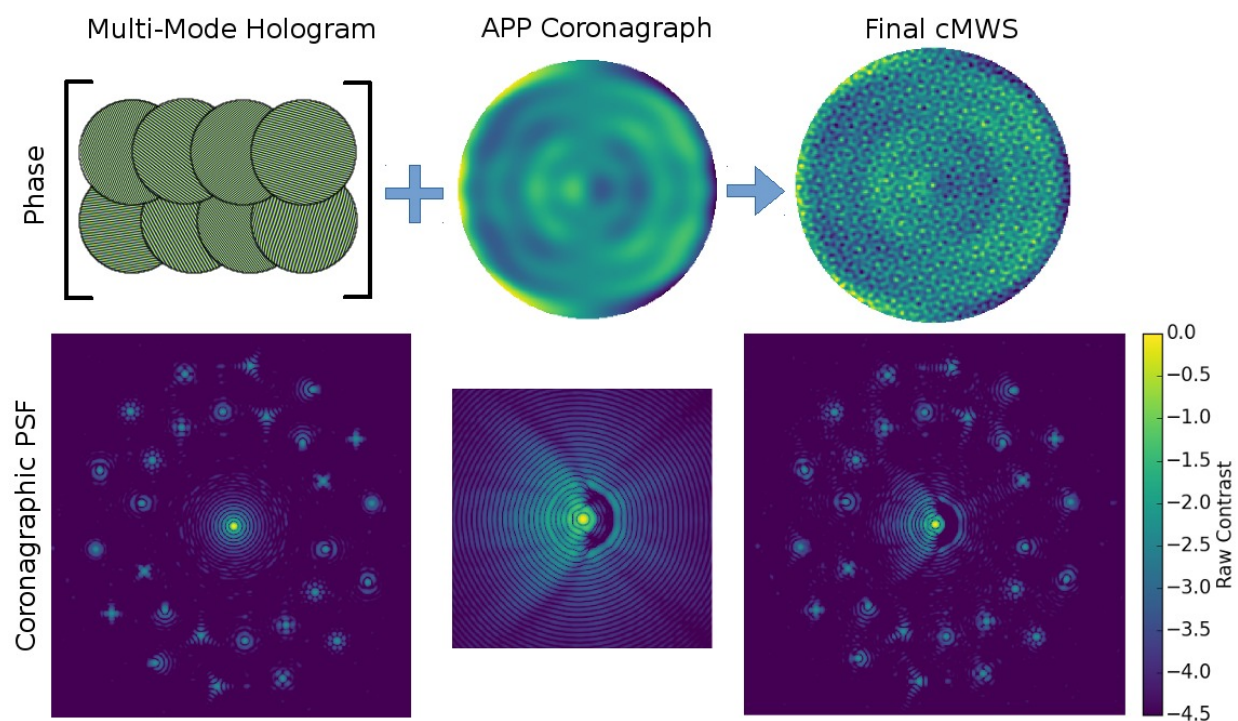 Multi-Mode Hologram
APP Coronagraph
Final cMWS
Phase
Coronagraphic PSF
0.0
−0.5
−1.0
−1.5
−2.0
−2.5
−3.0
−3.5
−4.0
−4.5
Raw Contrast